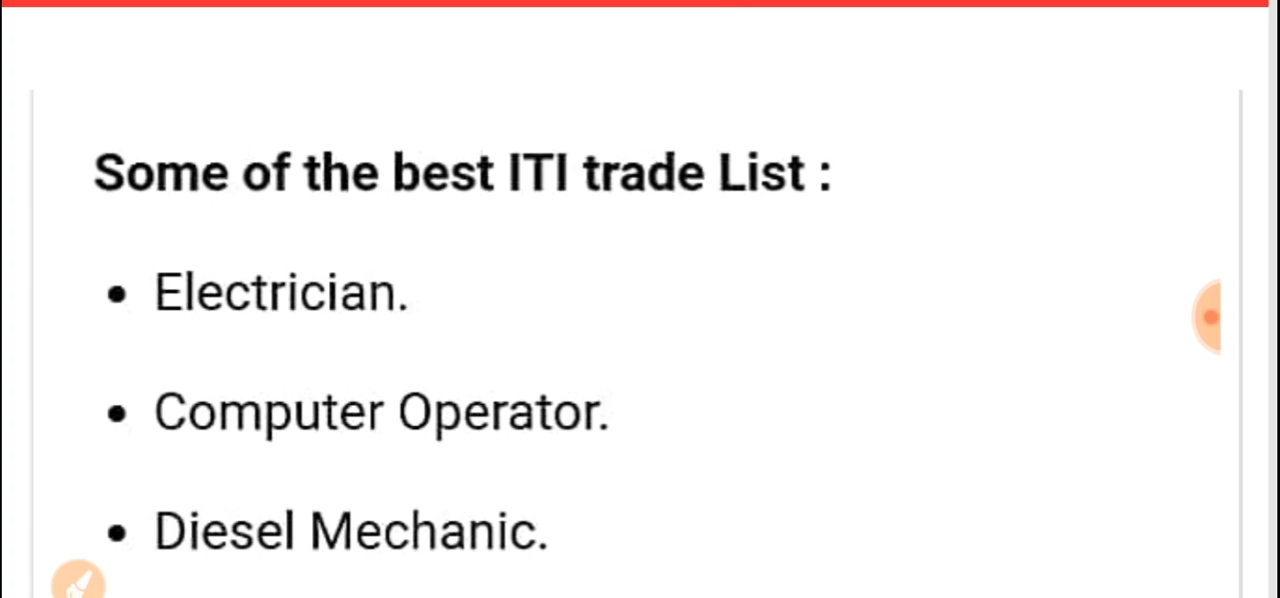 Some of the best ITI trade List :
• Electrician.
• Computer Operator.
• Diesel Mechanic.